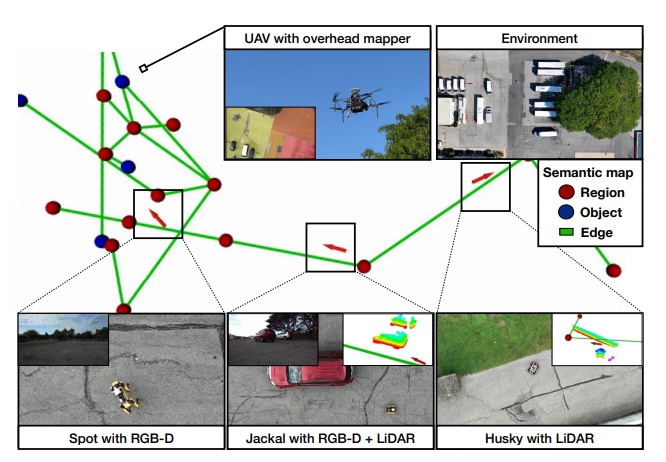 UAV with overhead mapper
Environment
Semantic map
Region
Object
Edge
Spot with RGB-D
Jackal with RGB-D + LiDAR
Husky with LiDAR